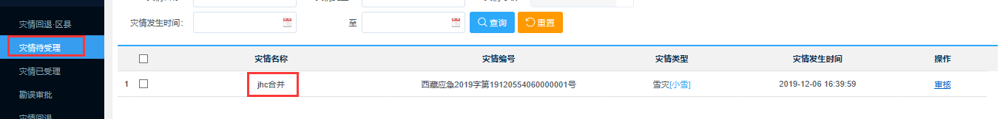 灾情回退·区县
灾情待受理
灾情已受理
勘误审批
灾情回退
灾情发生时间：
至
查询
重置
灾情名称 灾情编号 灾情类型 灾情发生时间 操作
1 jhc合并 西藏应急2019字第19120554060000001号 雪灾[小雪] 2019-12-06 16:39:59 审核